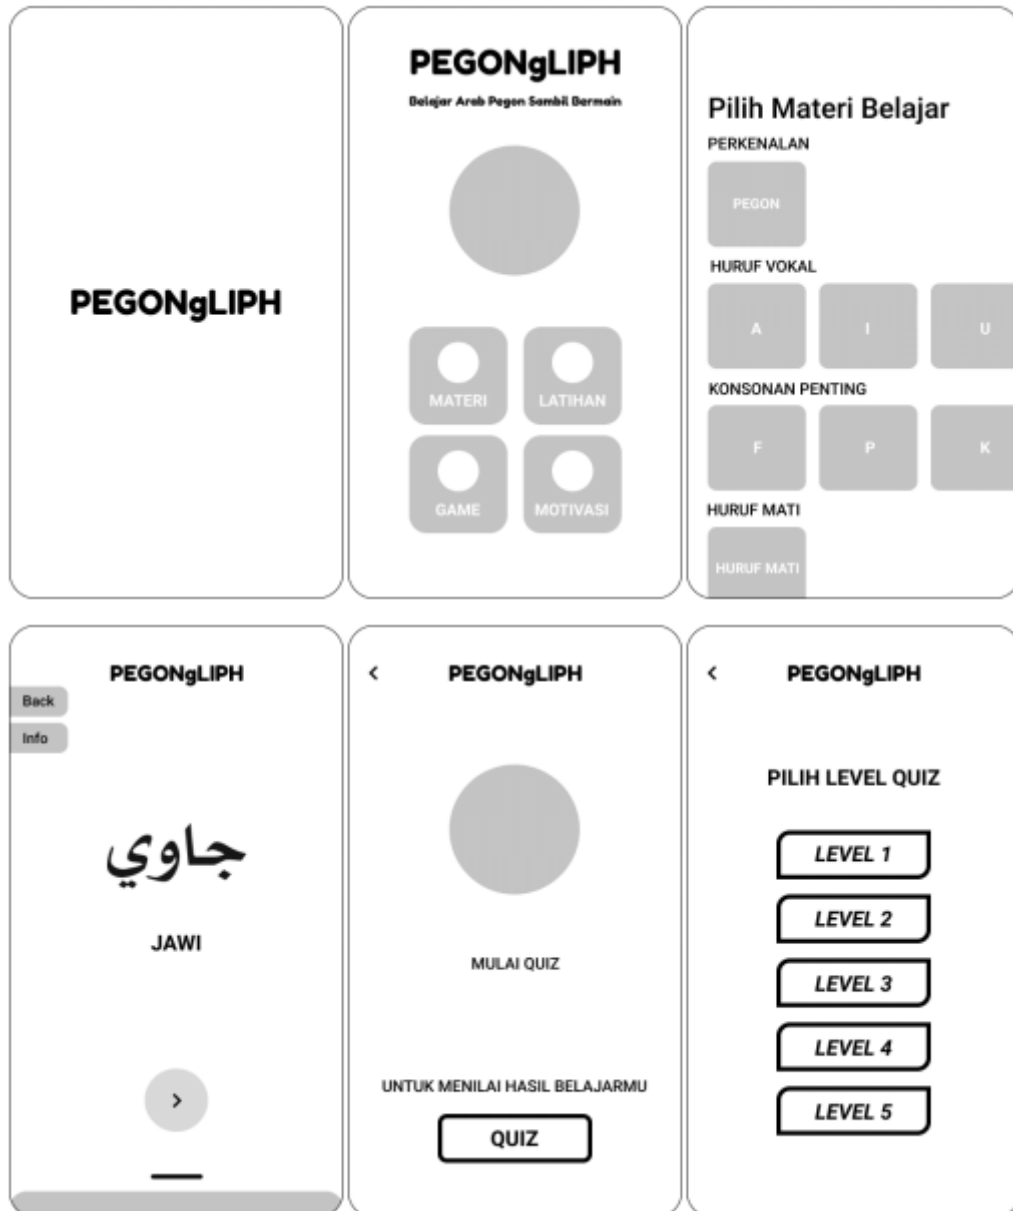 PEGONgLIPH
PEGONgLIPH
Belajar Arab Pegon Sambil Bermain
MATERI
LATIHAN
GAME
MOTIVASI
Pilih Materi Belajar
PERKENALAN
PEGON
HURUF VOKAL
A
I
U
KONSONAN PENTING
F
P
K
HURUF MATI
HURUF MATI
PEGONgLIPH
Back
Info
جاوي
JAWI
PEGONgLIPH
MULAI QUIZ
UNTUK MENILAI HASIL BELAJARMU
QUIZ
PEGONgLIPH
PILIH LEVEL QUIZ
LEVEL 1
LEVEL 2
LEVEL 3
LEVEL 4
LEVEL 5